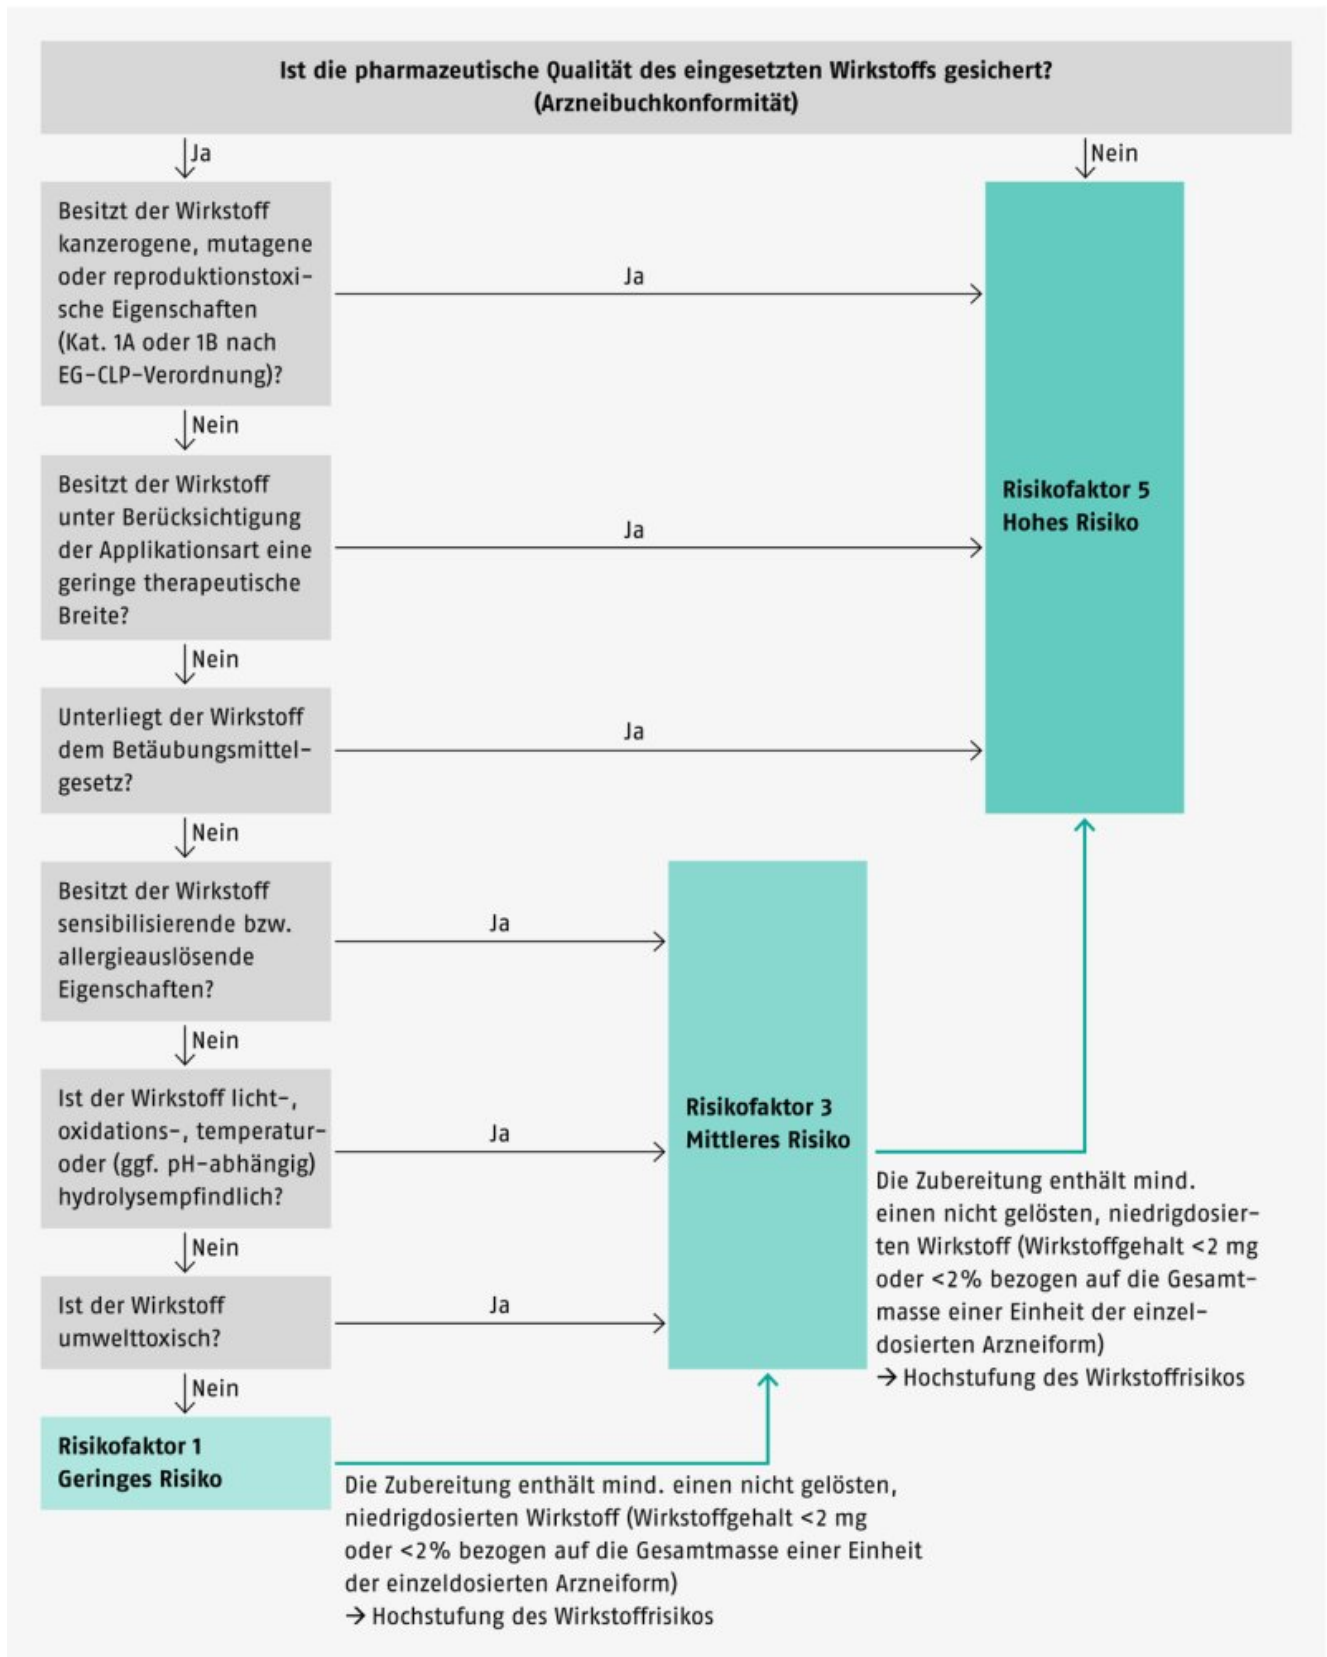 Ist die pharmazeutische Qualität des eingesetzten Wirkstoffs gesichert?
(Arzneibuchkonformität)
Ja
Nein
Besitzt der Wirkstoff
kanzerogene, mutagene
oder reproduktionstoxi-
sche Eigenschaften
(Kat. 1A oder 1B nach
EG-CLP-Verordnung)?
Ja
Nein
Besitzt der Wirkstoff
unter Berücksichtigung
der Applikationsart eine
geringe therapeutische
Breite?
Ja
Risikofaktor 5
Hohes Risiko
Nein
Unterliegt der Wirkstoff
dem Betäubungsmittel-
gesetz?
Ja
Nein
Besitzt der Wirkstoff
sensibilisierende bzw.
allergieauslösende
Eigenschaften?
Ja
Nein
Ist der Wirkstoff licht-,
oxidations-, temperatur-
oder (ggf. pH-abhängig)
hydrolysempfindlich?
Ja
Risikofaktor 3
Mittleres Risiko
Die Zubereitung enthält mind.
einen nicht gelösten, niedrigdosier-
ten Wirkstoff (Wirkstoffgehalt <2 mg
oder <2% bezogen auf die Gesamt-
masse einer Einheit der einzel-
dosierten Arzneiform)
→ Hochstufung des Wirkstoffrisikos
Nein
Ist der Wirkstoff
umwelttoxisch?
Ja
Nein
Risikofaktor 1
Geringes Risiko
Die Zubereitung enthält mind. einen nicht gelösten,
niedrigdosierten Wirkstoff (Wirkstoffgehalt <2 mg
oder <2% bezogen auf die Gesamtmasse einer Einheit
der einzeldosierten Arzneiform)
→ Hochstufung des Wirkstoffrisikos